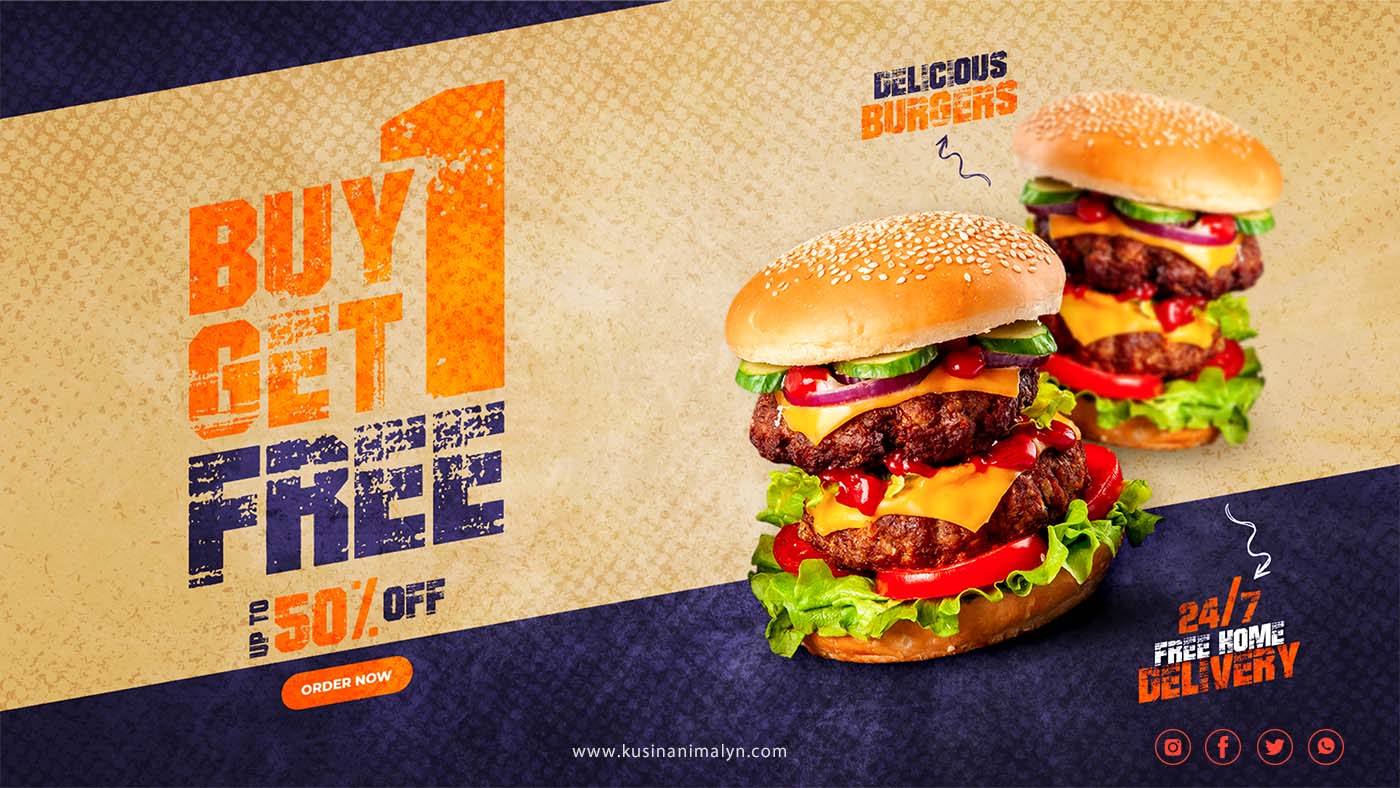 BUY 1
GET
FREE
UP TO 50% OFF
ORDER NOW
DELICIOUS
BURGERS
24/7
FREE HOME
DELIVERY
www.kusinanimalyn.com